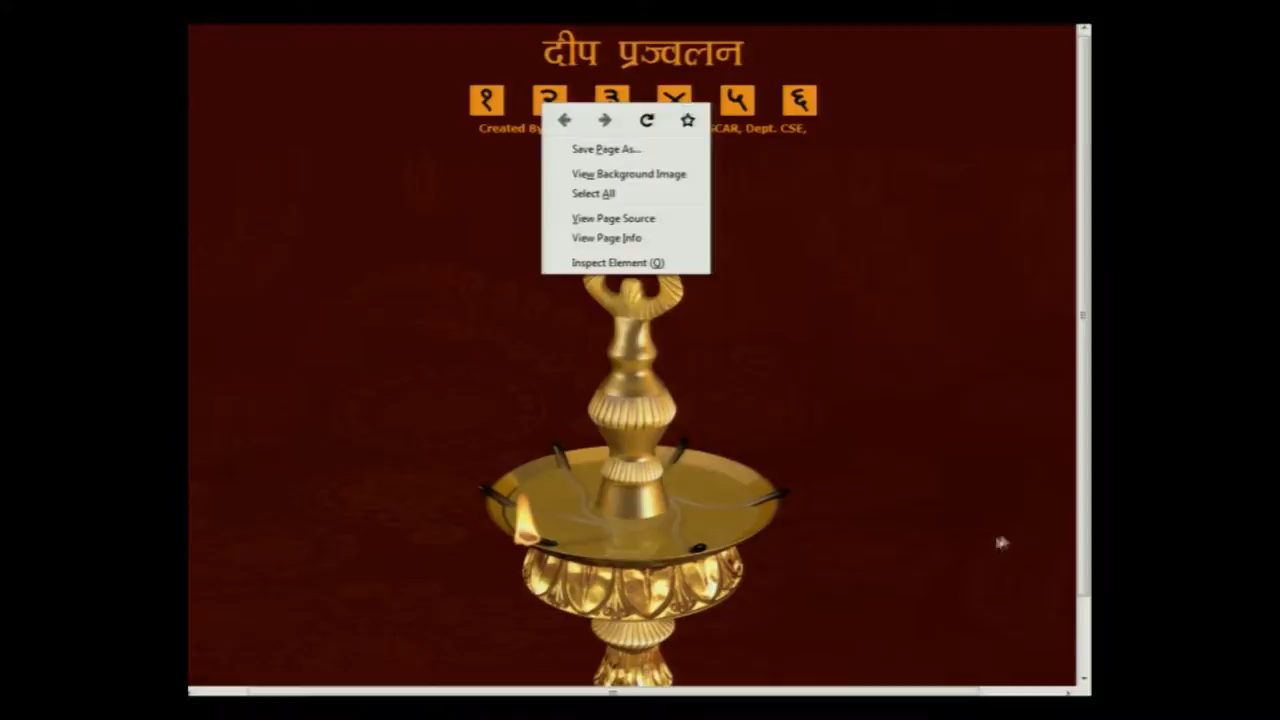 दीप प्रज्वलन
१ २ ३ ४ ५ ६
Created By SCAR, Dept. CSE,
Save Page As...
View Background Image
Select All
View Page Source
View Page Info
Inspect Element (Q)